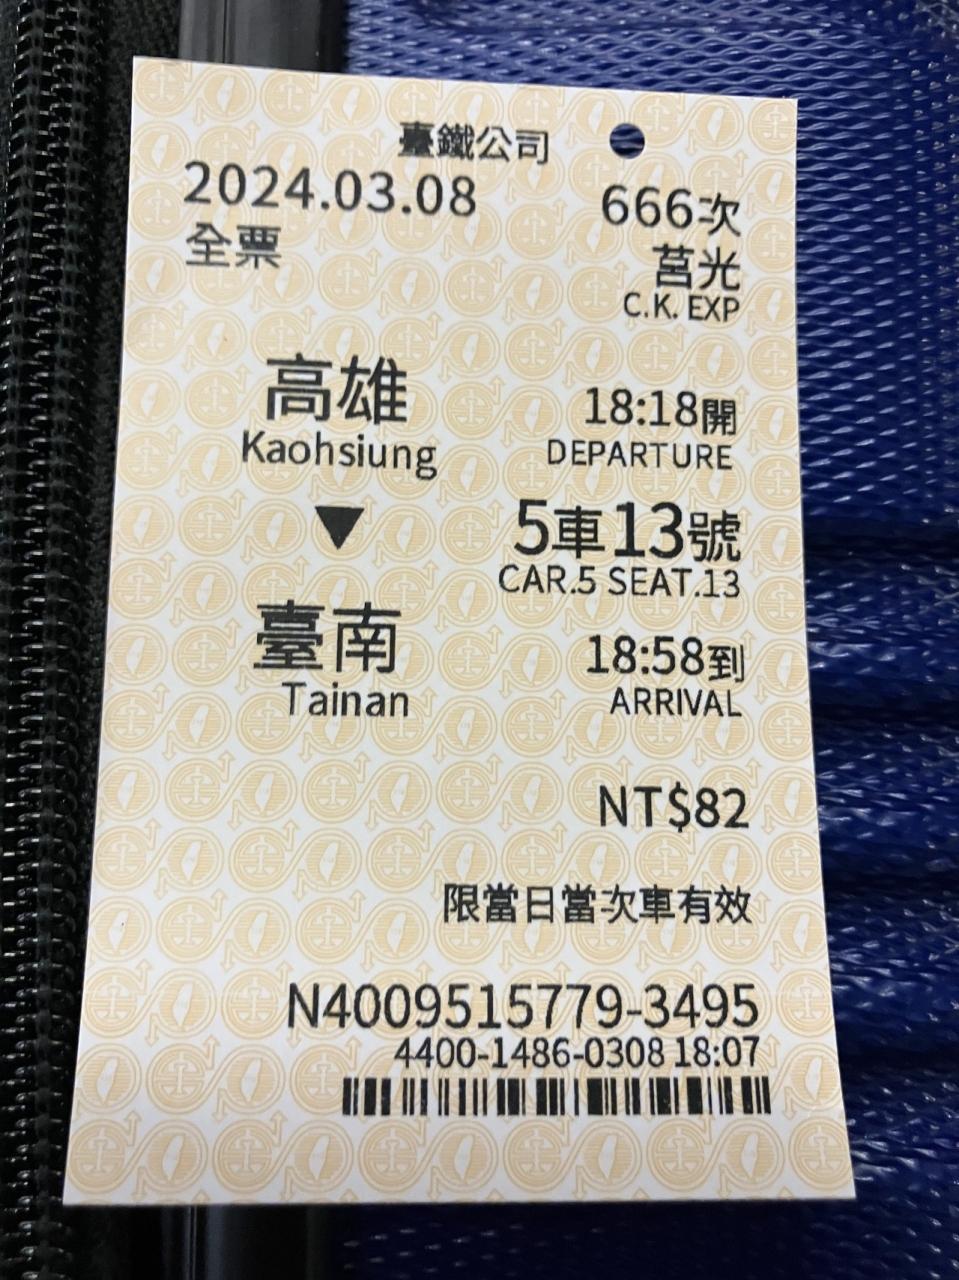 臺鐵公司
2024.03.08
666次
全票
莒光
C.K. EXP
高雄
18:18開
Kaohsiung
DEPARTURE
▼
5車13號
CAR.5 SEAT.13
臺南
18:58到
Tainan
ARRIVAL
NT$82
限當日當次車有效
N4009515779-3495
4400-1486-0308 18:07